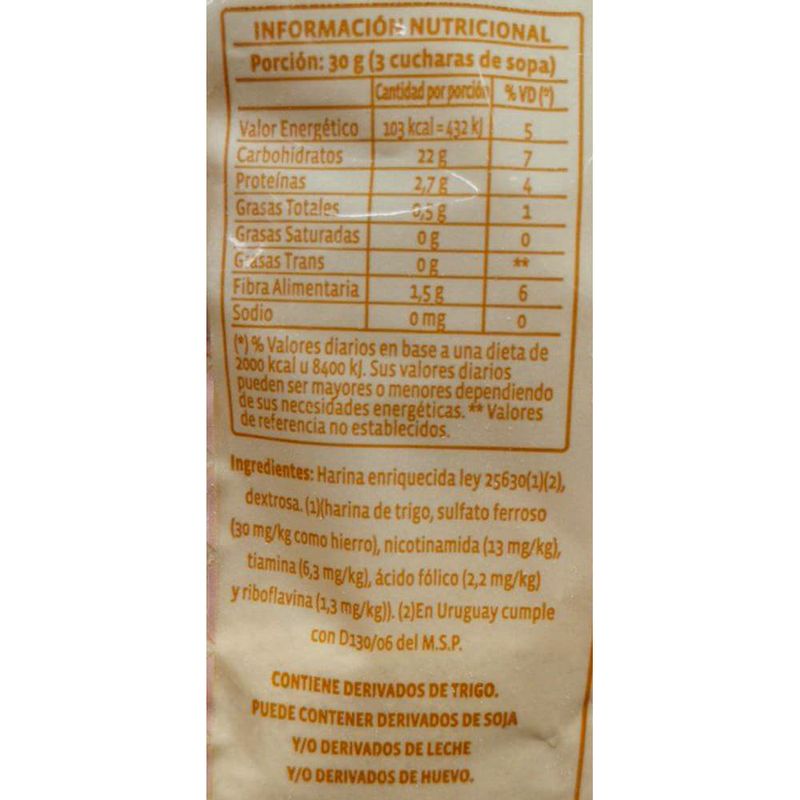 INFORMACIÓN NUTRICIONAL
Porción: 30 g (3 cucharas de sopa)
Cantidad por porción % VD (*)
Valor Energético 103 kcal = 432 kJ 5
Carbohidratos 22 g 7
Proteínas 2,7 g 4
Grasas Totales 0,5 g 1
Grasas Saturadas 0 g 0
Grasas Trans 0 g **
Fibra Alimentaria 1,5 g 6
Sodio 0 mg 0
(*) % Valores diarios en base a una dieta de
2000 kcal u 8400 kJ. Sus valores diarios
pueden ser mayores o menores dependiendo
de sus necesidades energéticas. ** Valores
de referencia no establecidos.
Ingredientes: Harina enriquecida ley 25630(1)(2),
dextrosa. (1)(harina de trigo, sulfato ferroso
(30 mg/kg como hierro), nicotinamida (13 mg/kg),
tiamina (6,3 mg/kg), ácido fólico (2,2 mg/kg)
y riboflavina (1,3 mg/kg)). (2)En Uruguay cumple
con D130/06 del M.S.P.
CONTIENE DERIVADOS DE TRIGO.
PUEDE CONTENER DERIVADOS DE SOJA
Y/O DERIVADOS DE LECHE
Y/O DERIVADOS DE HUEVO.